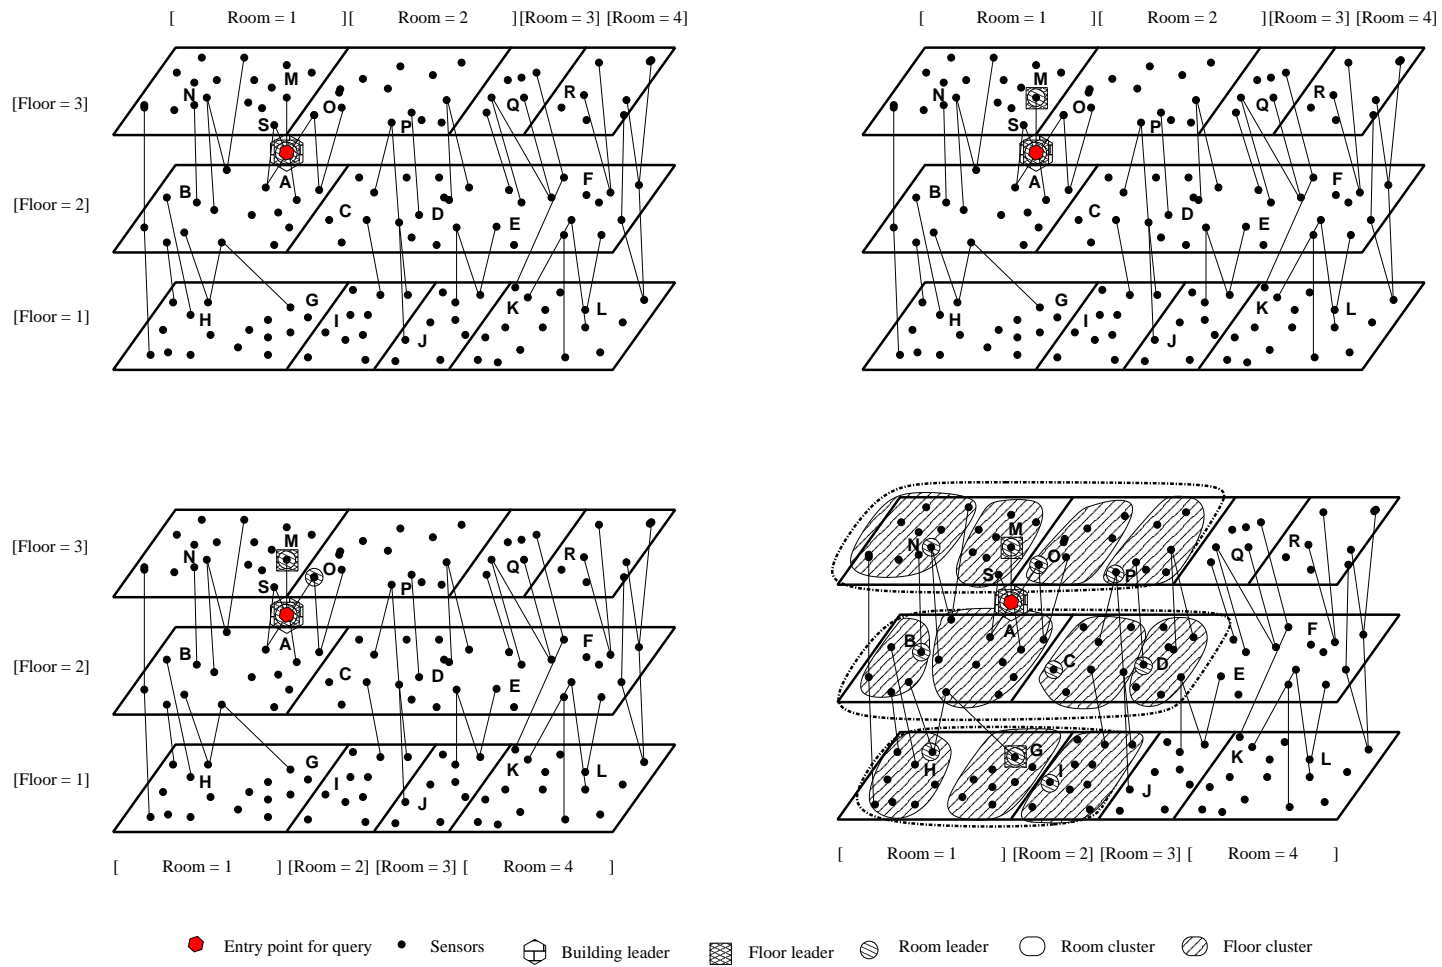 [ Room = 1 ][ Room = 2 ][Room = 3] [Room = 4]
[ Room = 1 ][ Room = 2 ][Room = 3] [Room = 4]
[Floor = 3]
N M S O P Q R
N M S O P Q R
[Floor = 2]
B A C D E F
B A C D E F
[Floor = 1]
H G I J K L
H G I J K L
[Floor = 3]
N M S O P Q R
N M S O P Q R
[Floor = 2]
B A C D E F
B A C D E F
[Floor = 1]
H G I J K L
H G I J K L
[ Room = 1 ] [Room = 2] [Room = 3] [ Room = 4 ]
[ Room = 1 ] [Room = 2] [Room = 3] [ Room = 4 ]
Entry point for query Sensors Building leader Floor leader Room leader Room cluster Floor cluster